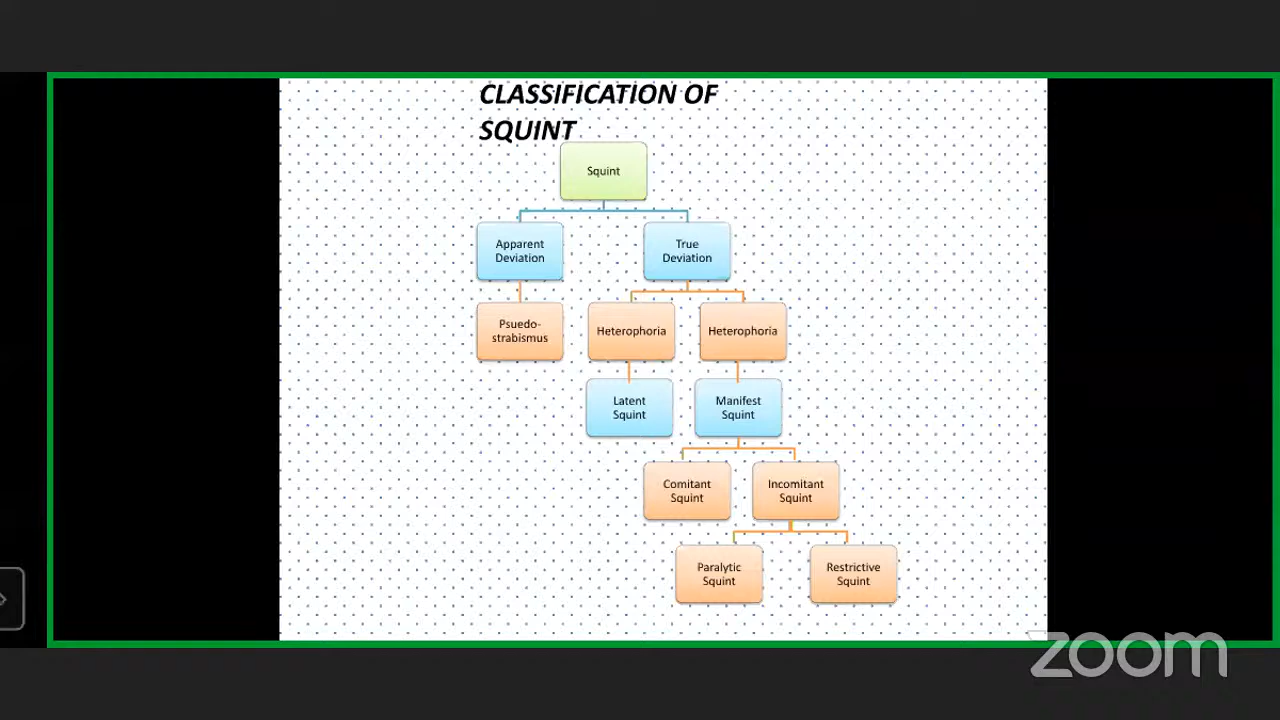 CLASSIFICATION OF
SQUINT
Squint
Apparent
Deviation
True
Deviation
Psuedo-
strabismus
Heterophoria
Heterophoria
Latent
Squint
Manifest
Squint
Comitant
Squint
Incomitant
Squint
Paralytic
Squint
Restrictive
Squint
zoom